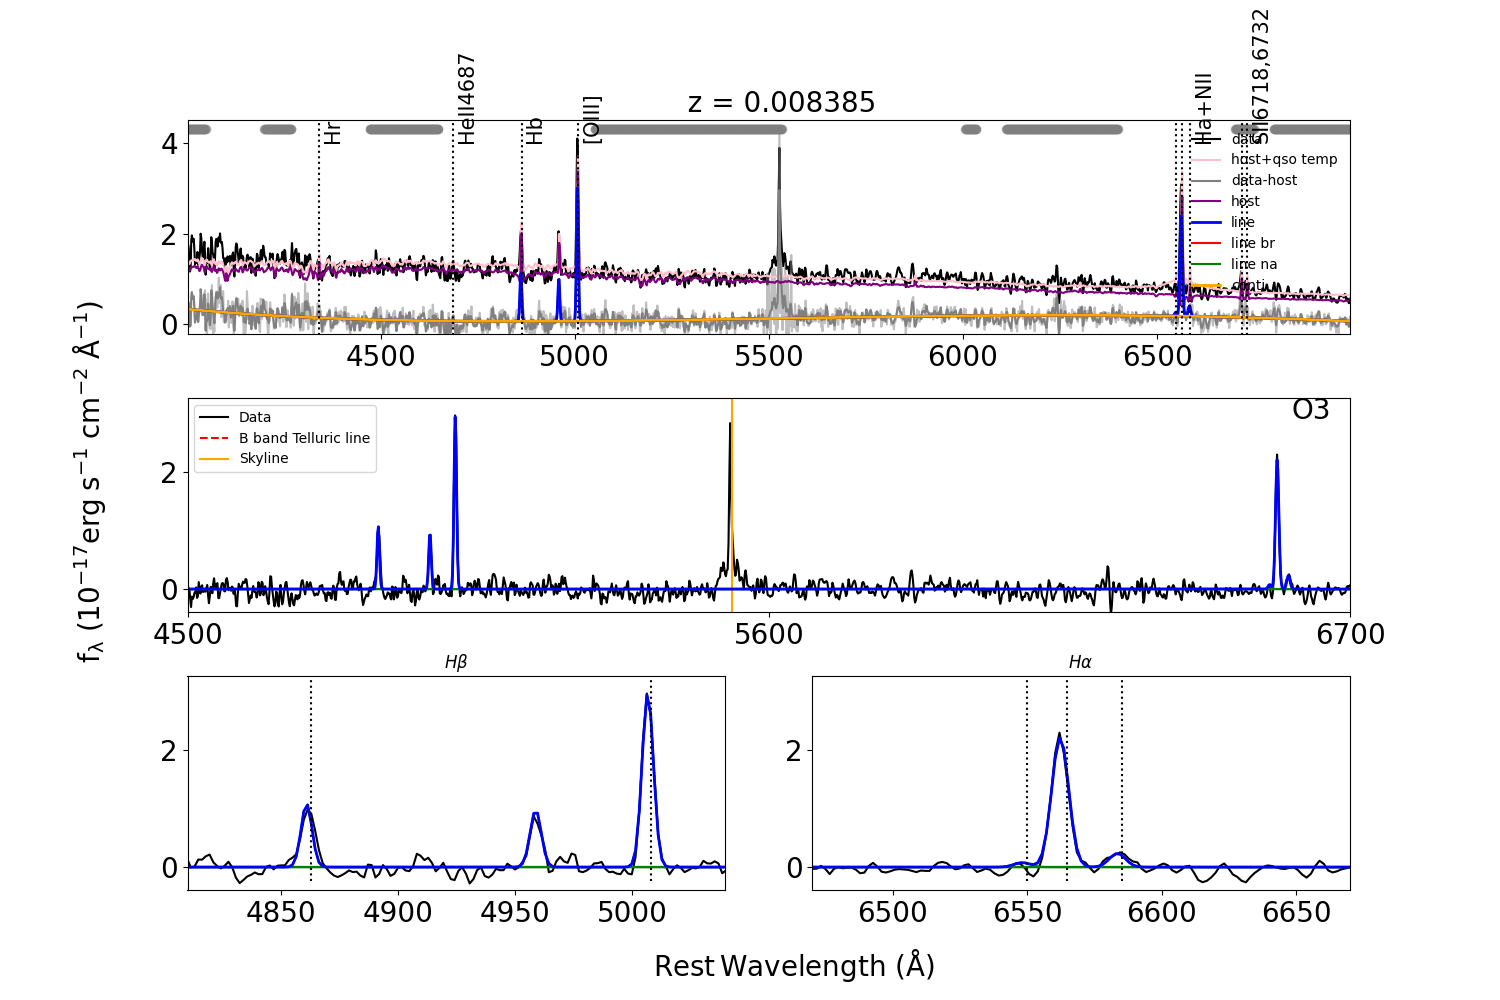 z = 0.008385
Hr
HeII4687
Hb
[OIII]
Ha+NII
SII6718,6732
data
host+qso temp
data-host
host
line
line br
line na
conti
4
2
0
4500 5000 5500 6000 6500
fλ (10⁻¹⁷erg s⁻¹ cm⁻² Å⁻¹)
O3
Data
B band Telluric line
Skyline
2
0
4500 5600 6700
Hβ
2
0
4850 4900 4950 5000
Hα
2
0
6500 6550 6600 6650
Rest Wavelength (Å)